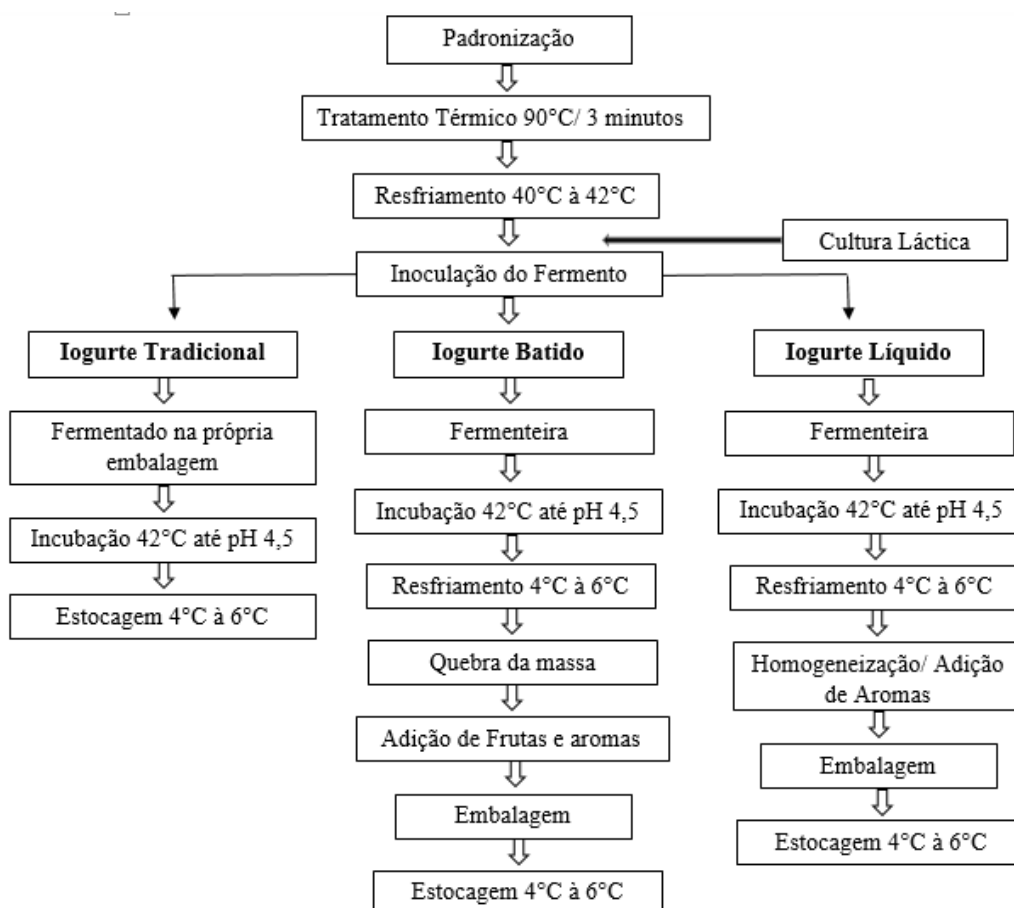 Padronização
Tratamento Térmico 90°C/ 3 minutos
Resfriamento 40°C à 42°C
Cultura Láctica
Inoculação do Fermento
Iogurte Tradicional
Fermentado na própria
embalagem
Incubação 42°C até pH 4,5
Estocagem 4°C à 6°C
Iogurte Batido
Fermenteira
Incubação 42°C até pH 4,5
Resfriamento 4°C à 6°C
Quebra da massa
Adição de Frutas e aromas
Embalagem
Estocagem 4°C à 6°C
Iogurte Líquido
Fermenteira
Incubação 42°C até pH 4,5
Resfriamento 4°C à 6°C
Homogeneização/ Adição
de Aromas
Embalagem
Estocagem 4°C à 6°C